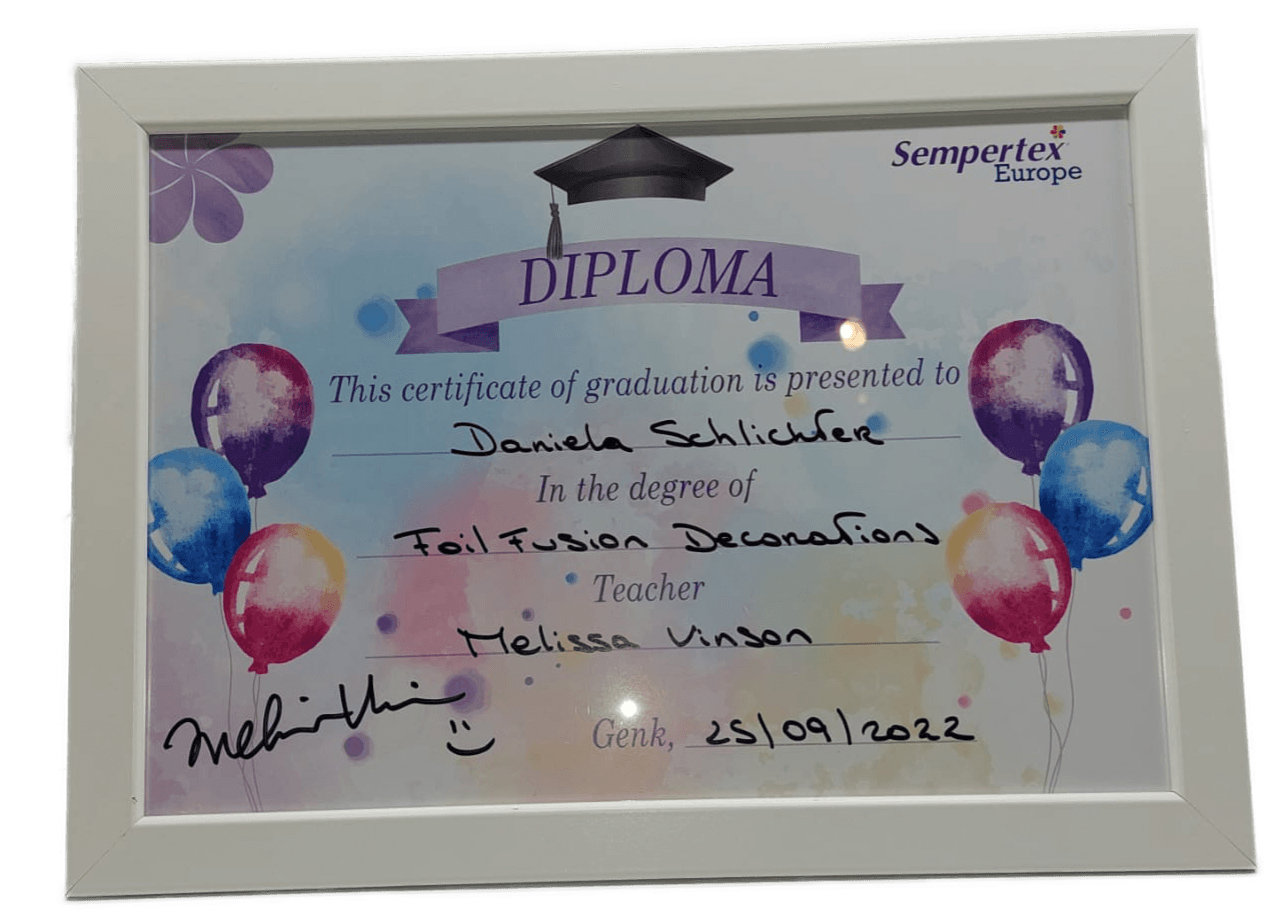 Sempertex
Europe
DIPLOMA
This certificate of graduation is presented to
Daniela Schlichter
In the degree of
Foil Fusion Decorations
Teacher
Melissa Vinson
Genk, 25/09/2022